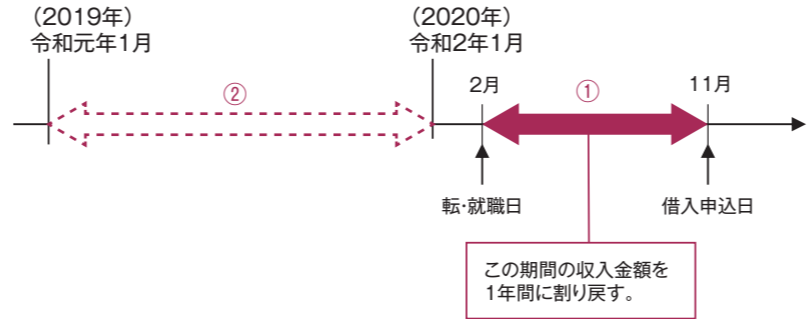 （2019年）
令和元年1月
（2020年）
令和2年1月
②
2月
①
11月
転・就職日
借入申込日
この期間の収入金額を
1年間に割り戻す。